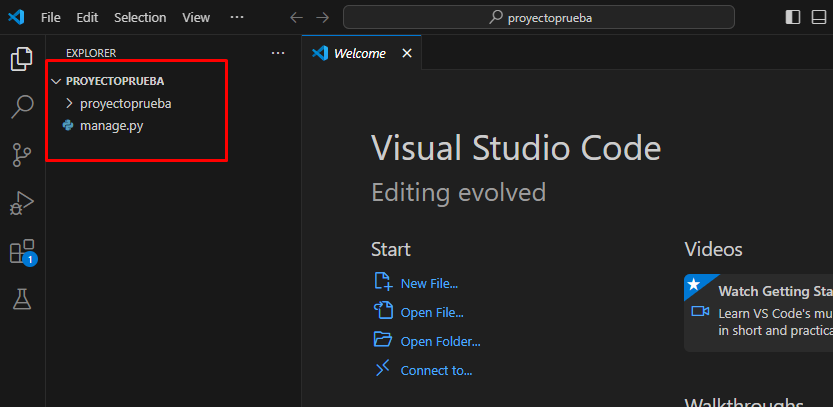 File Edit Selection View ···
proyectoprueba
EXPLORER ···
Welcome
PROYECTOPRUEBA
proyectoprueba
manage.py
Visual Studio Code
Editing evolved
Start
New File...
Open File...
Open Folder...
Connect to...
Videos
Watch Getting Sta
Learn VS Code's mu
in short and practica
Walkthroughs
1